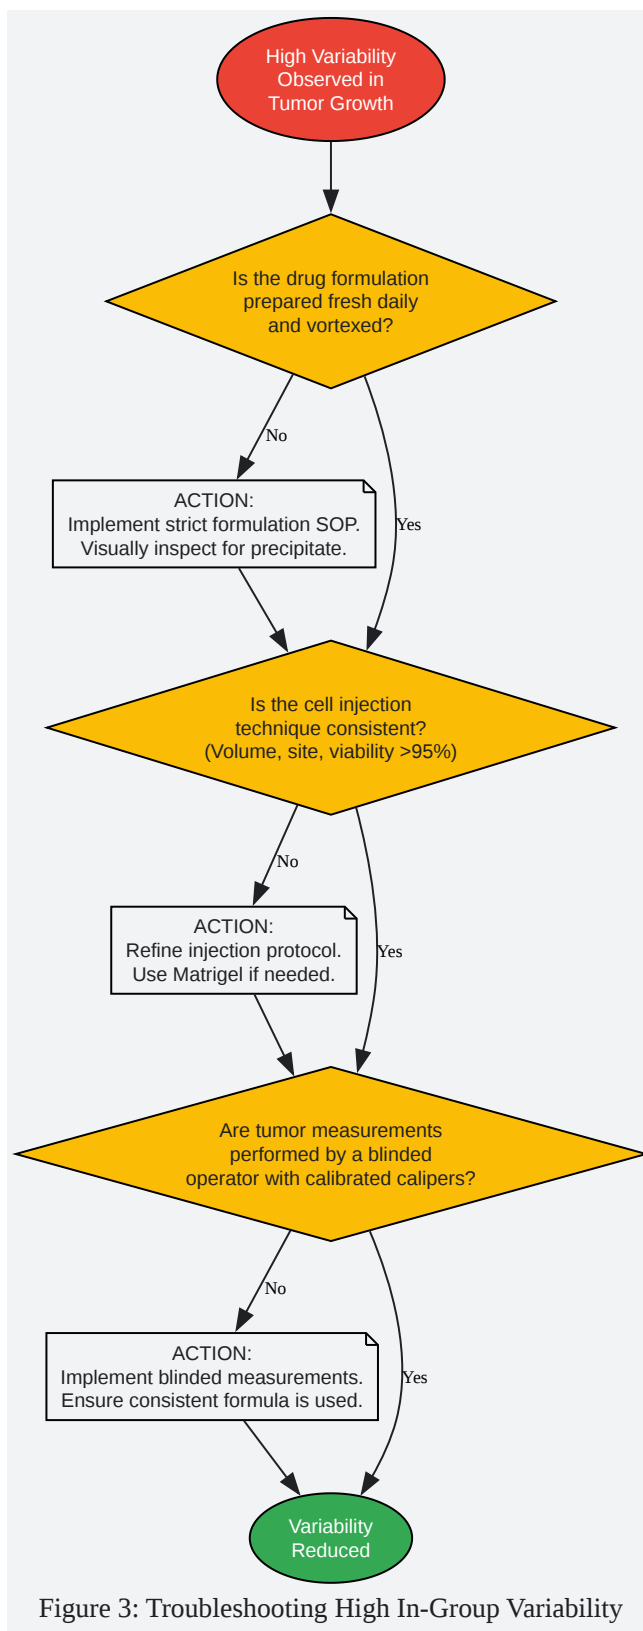 High Variability
Observed in
Tumor Growth
Is the drug formulation
prepared fresh daily
and vortexed?
No
Yes
ACTION:
Implement strict formulation SOP.
Visually inspect for precipitate.
Is the cell injection
technique consistent?
(Volume, site, viability >95%)
No
Yes
ACTION:
Refine injection protocol.
Use Matrigel if needed.
Are tumor measurements
performed by a blinded
operator with calibrated calipers?
No
Yes
ACTION:
Implement blinded measurements.
Ensure consistent formula is used.
Variability
Reduced
Figure 3: Troubleshooting High In-Group Variability